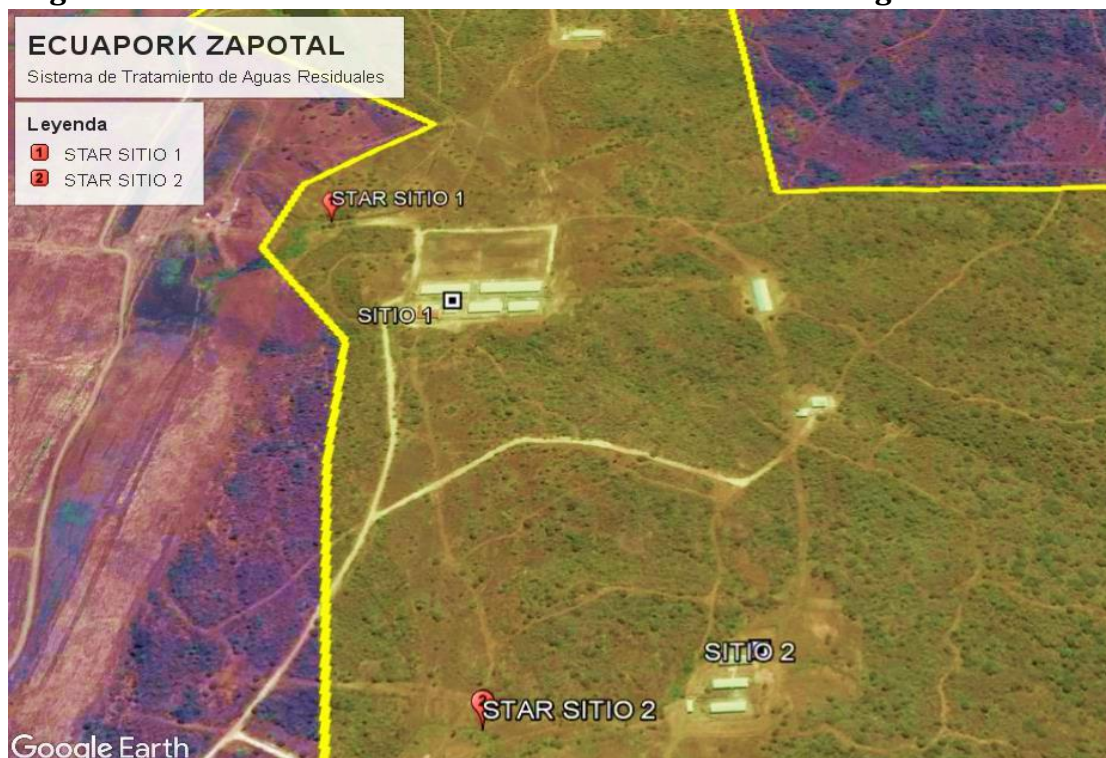 ECUAPORK ZAPOTAL
Sistema de Tratamiento de Aguas Residuales
Leyenda
1 STAR SITIO 1
2 STAR SITIO 2
STAR SITIO 1
SITIO 1
SITIO 2
2
STAR SITIO 2
Google Earth